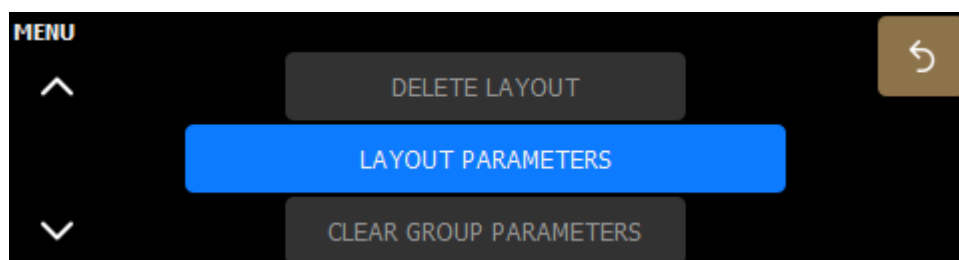 MENU
DELETE LAYOUT
LAYOUT PARAMETERS
CLEAR GROUP PARAMETERS